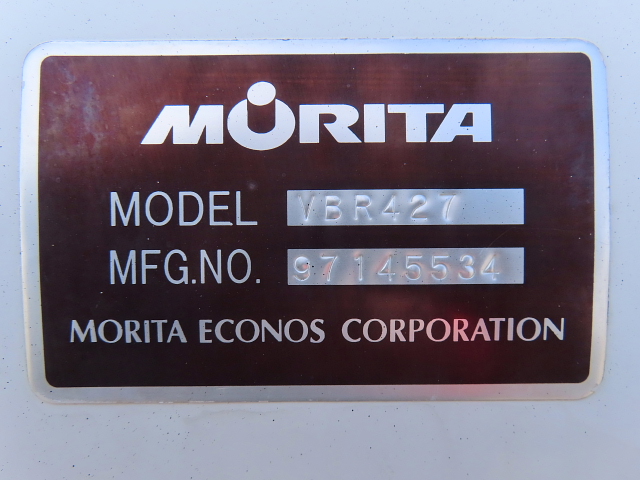 MORITA
MODEL VBR427
MFG.NO. 97145534
MORITA ECONOS CORPORATION